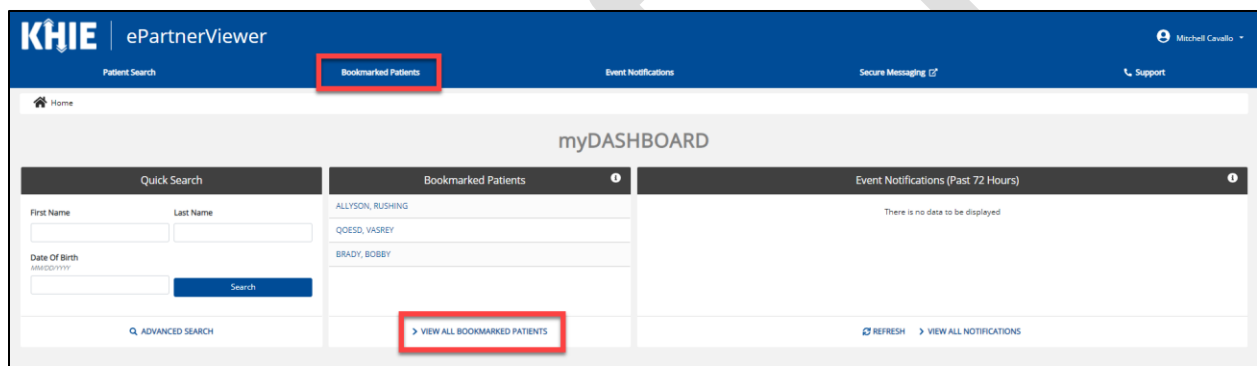 KHIE | ePartnerViewer
Mitchell Cavallo
Patient Search
Bookmarked Patients
Event Notifications
Secure Messaging
Support
Home
myDASHBOARD
Quick Search
First Name
Last Name
Date Of Birth
MM/DD/YYYY
Search
ADVANCED SEARCH
Bookmarked Patients
ALLYSON, RUSHING
QOESD, VASREY
BRADY, BOBBY
VIEW ALL BOOKMARKED PATIENTS
Event Notifications (Past 72 Hours)
There is no data to be displayed
REFRESH
VIEW ALL NOTIFICATIONS